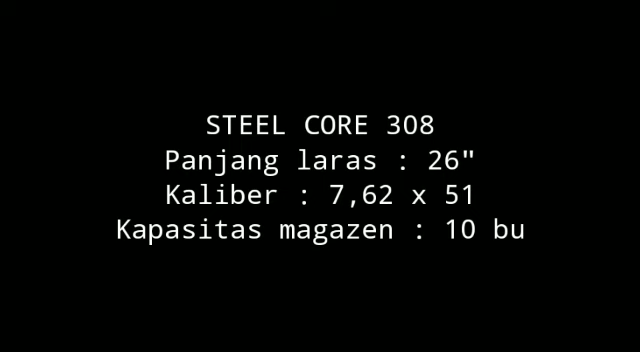 STEEL CORE 308
Panjang laras : 26"
Kaliber : 7,62 x 51
Kapasitas magazen : 10 bu